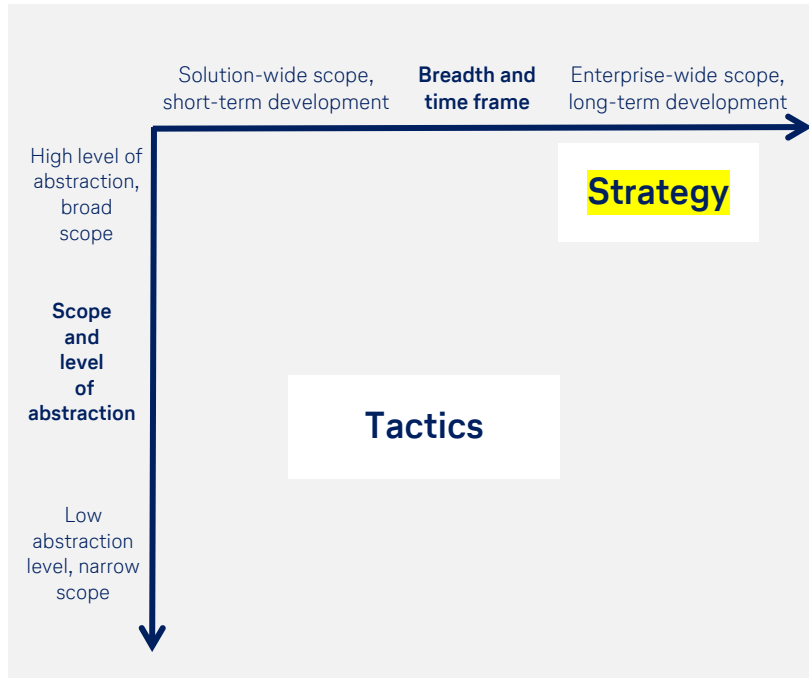 Solution-wide scope,
short-term development
Breadth and
time frame
Enterprise-wide scope,
long-term development
High level of
abstraction,
broad
scope
Strategy
Scope
and
level
of
abstraction
Tactics
Low
abstraction
level, narrow
scope